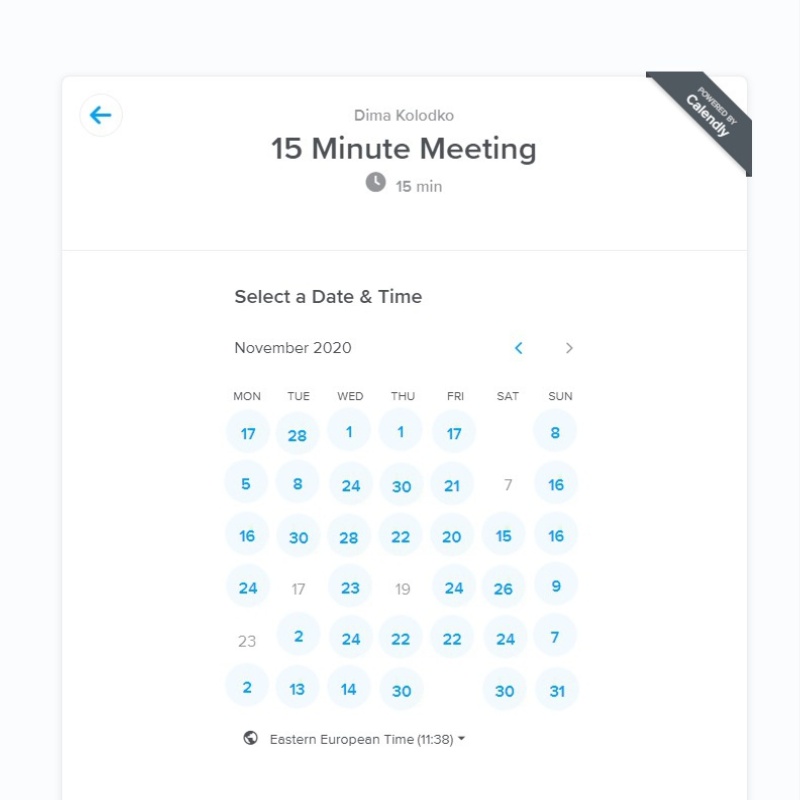 Dima Kolodko
15 Minute Meeting
15 min
POWERED BY
Calendly
Select a Date & Time
November 2020
MON TUE WED THU FRI SAT SUN
17 28 1 1 17 8
5 8 24 30 21 7 16
16 30 28 22 20 15 16
24 17 23 19 24 26 9
23 2 24 22 22 24 7
2 13 14 30 30 31
Eastern European Time (11:38)